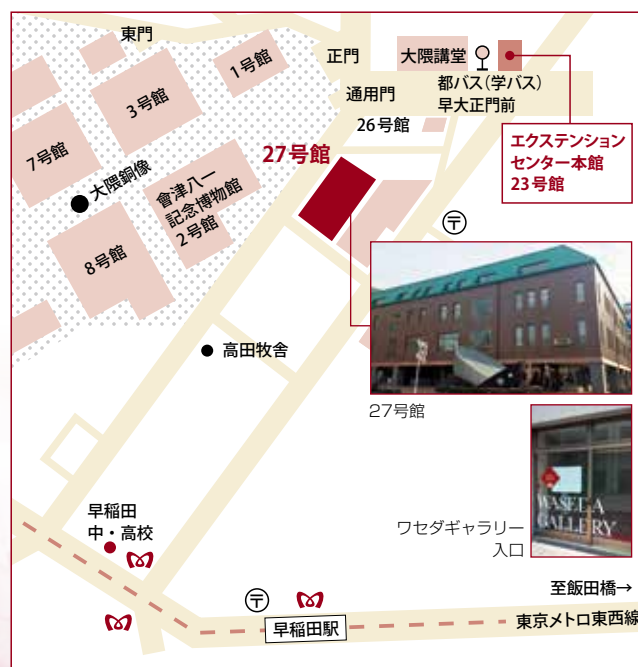 東門
正門
大隈講堂
1号館
3号館
都バス(学バス)
早大正門前
通用門
26号館
7号館
27号館
エクステンション
センター本館
23号館
大隈銅像
會津八一
記念博物館
2号館
〒
8号館
高田牧舎
27号館
WASEDA
GALLERY
ワセダギャラリー
入口
早稲田
中・高校
至飯田橋→
〒
早稲田駅
東京メトロ東西線